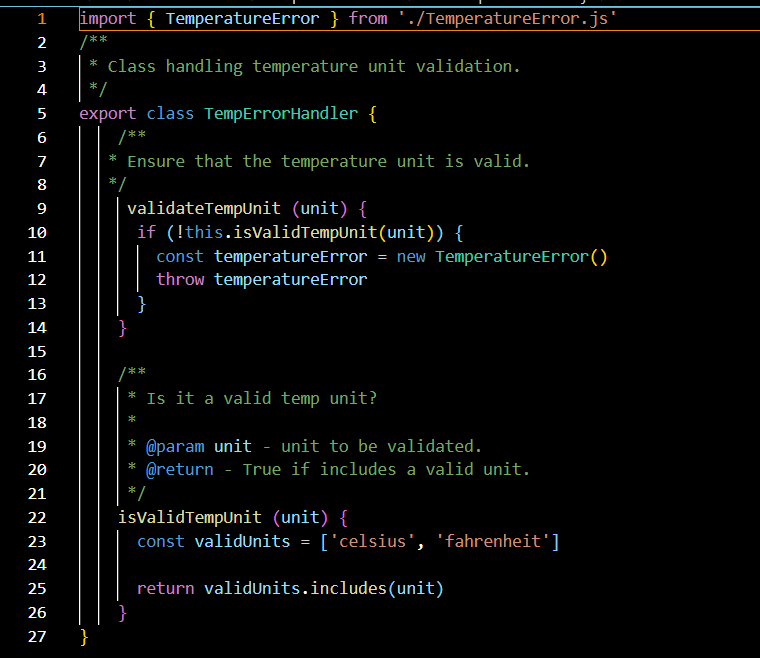 1 import { TemperatureError } from './TemperatureError.js'
2 /**
3  * Class handling temperature unit validation.
4  */
5 export class TempErrorHandler {
6     /**
7    * Ensure that the temperature unit is valid.
8    */
9      validateTempUnit (unit) {
10       if (!this.isValidTempUnit(unit)) {
11         const temperatureError = new TemperatureError()
12         throw temperatureError
13       }
14     }
15
16     /**
17      * Is it a valid temp unit?
18      *
19      * @param unit - unit to be validated.
20      * @return - True if includes a valid unit.
21      */
22     isValidTempUnit (unit) {
23       const validUnits = ['celsius', 'fahrenheit']
24
25       return validUnits.includes(unit)
26     }
27 }